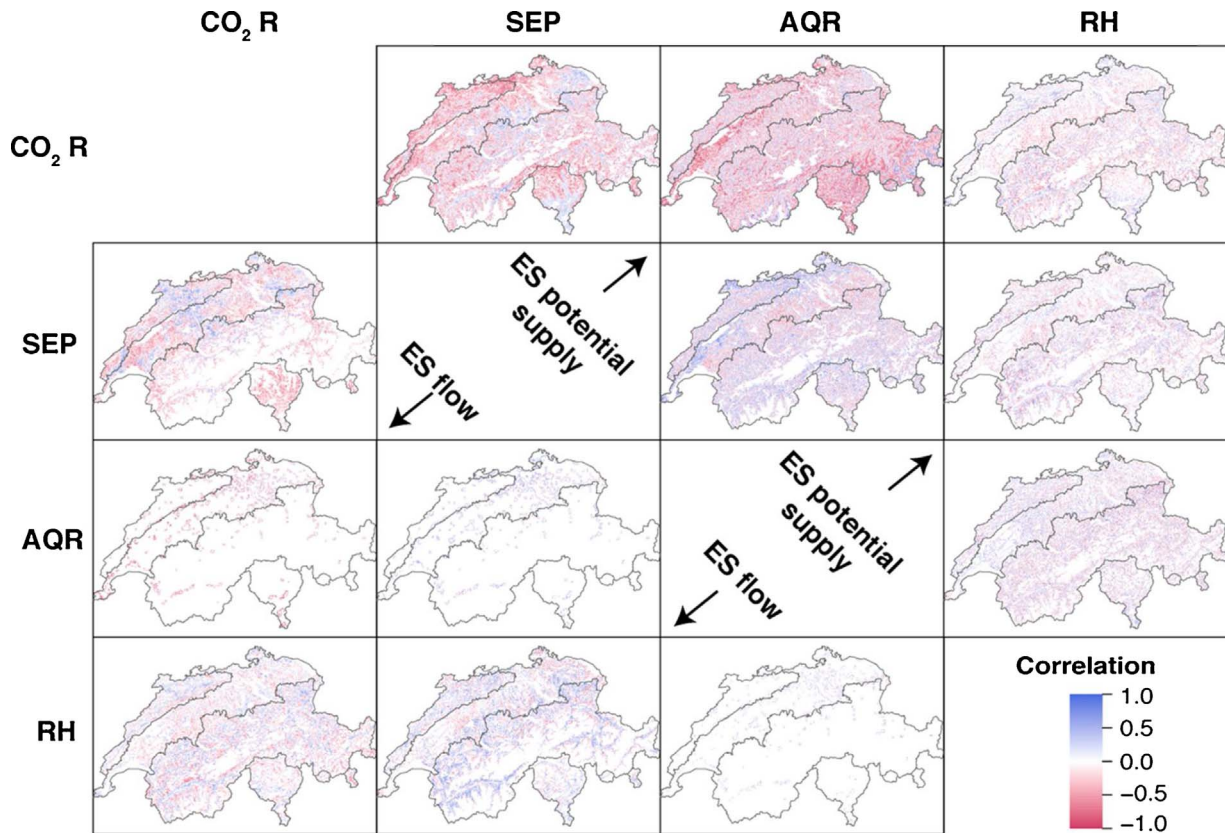 CO₂ R SEP AQR RH
CO₂ R
SEP
ES potential
supply
ES flow
AQR
ES potential
supply
ES flow
RH
Correlation
1.0
0.5
0.0
−0.5
−1.0